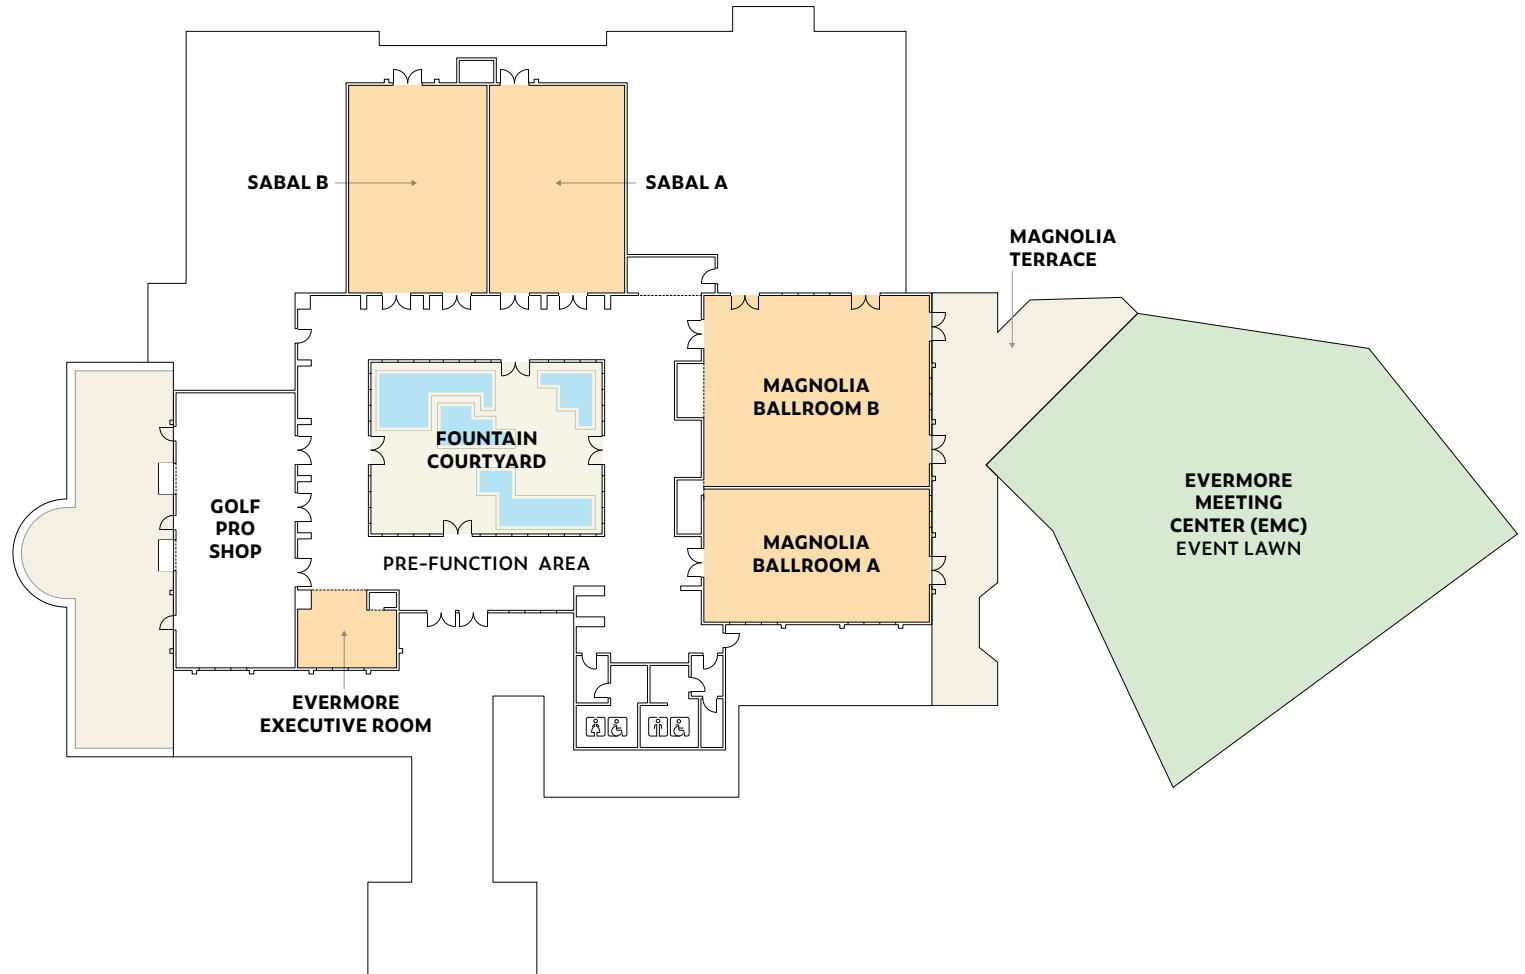 SABAL B
SABAL A
MAGNOLIA
TERRACE
MAGNOLIA
BALLROOM B
FOUNTAIN
COURTYARD
EVERMORE
MEETING
CENTER (EMC)
EVENT LAWN
GOLF
PRO
SHOP
MAGNOLIA
BALLROOM A
PRE-FUNCTION AREA
EVERMORE
EXECUTIVE ROOM